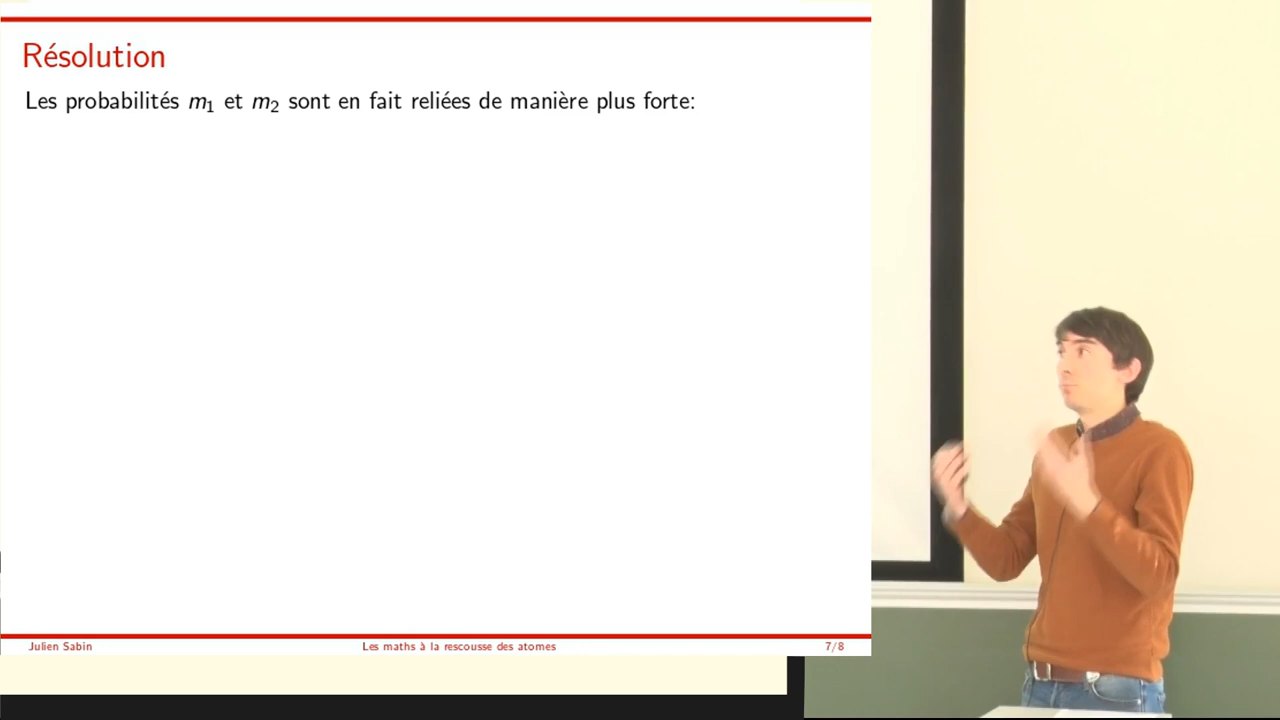 Résolution
Les probabilités m₁ et m₂ sont en fait reliées de manière plus forte:
Julien Sabin Les maths à la rescousse des atomes 7/8